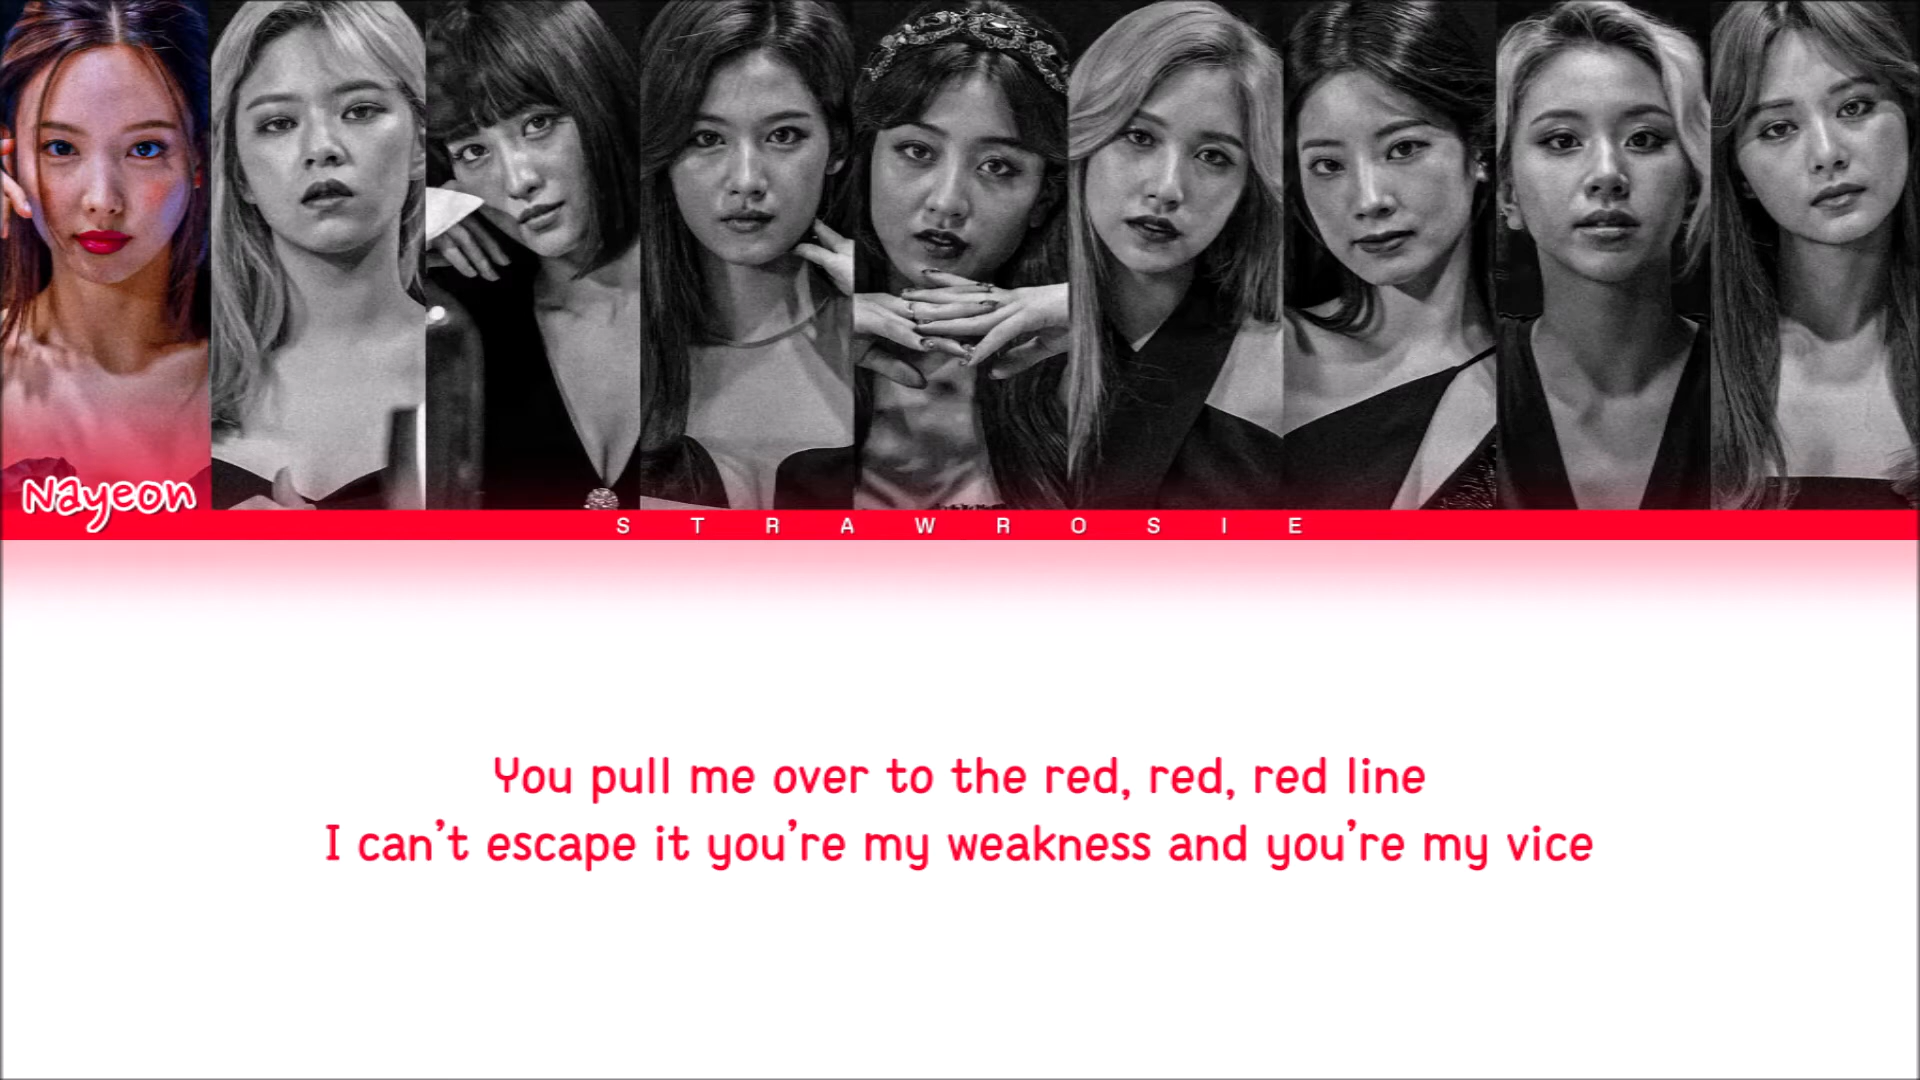 Nayeon
STRAWROSIE
You pull me over to the red, red, red line
I can't escape it you're my weakness and you're my vice